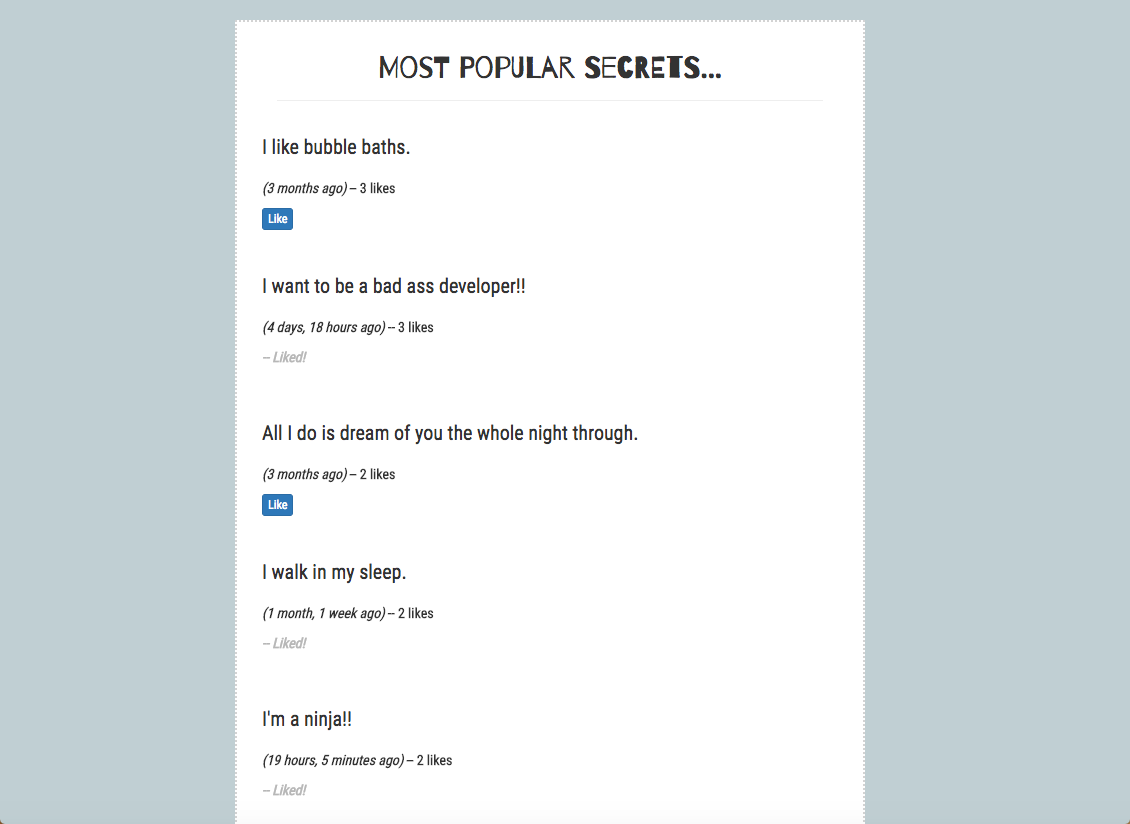 MOST POPULAR SECRETS...
I like bubble baths.
(3 months ago) -- 3 likes
Like
I want to be a bad ass developer!!
(4 days, 18 hours ago) -- 3 likes
-- Liked!
All I do is dream of you the whole night through.
(3 months ago) -- 2 likes
Like
I walk in my sleep.
(1 month, 1 week ago) -- 2 likes
-- Liked!
I'm a ninja!!
(19 hours, 5 minutes ago) -- 2 likes
-- Liked!